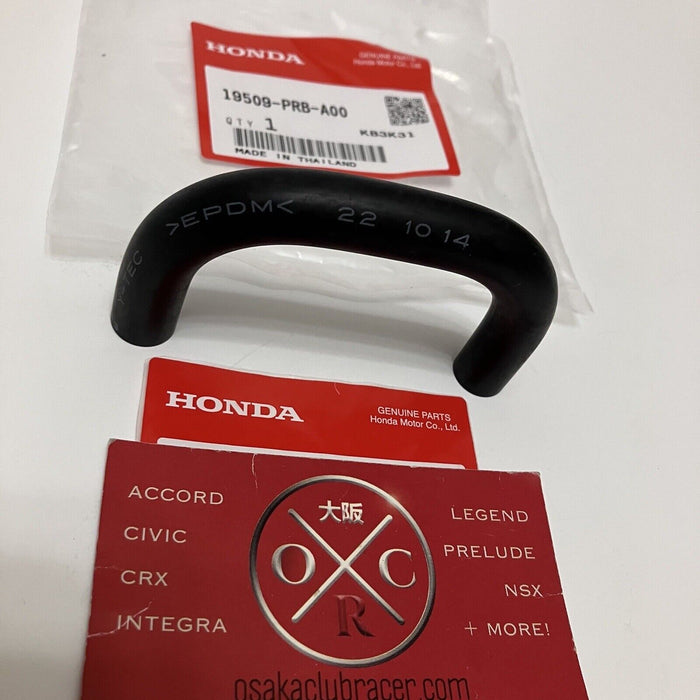 HONDA
GENUINE PARTS
Honda Motor Co., Ltd.
19509-PRB-A00
QTY 1
KB3K31
MADE IN THAILAND
>EPDM< 22 10 14
HONDA
GENUINE PARTS
Honda Motor Co., Ltd.
ACCORD
CIVIC
CRX
INTEGRA
大阪
O C
R
LEGEND
PRELUDE
NSX
+ MORE!
osakaclubracer.com